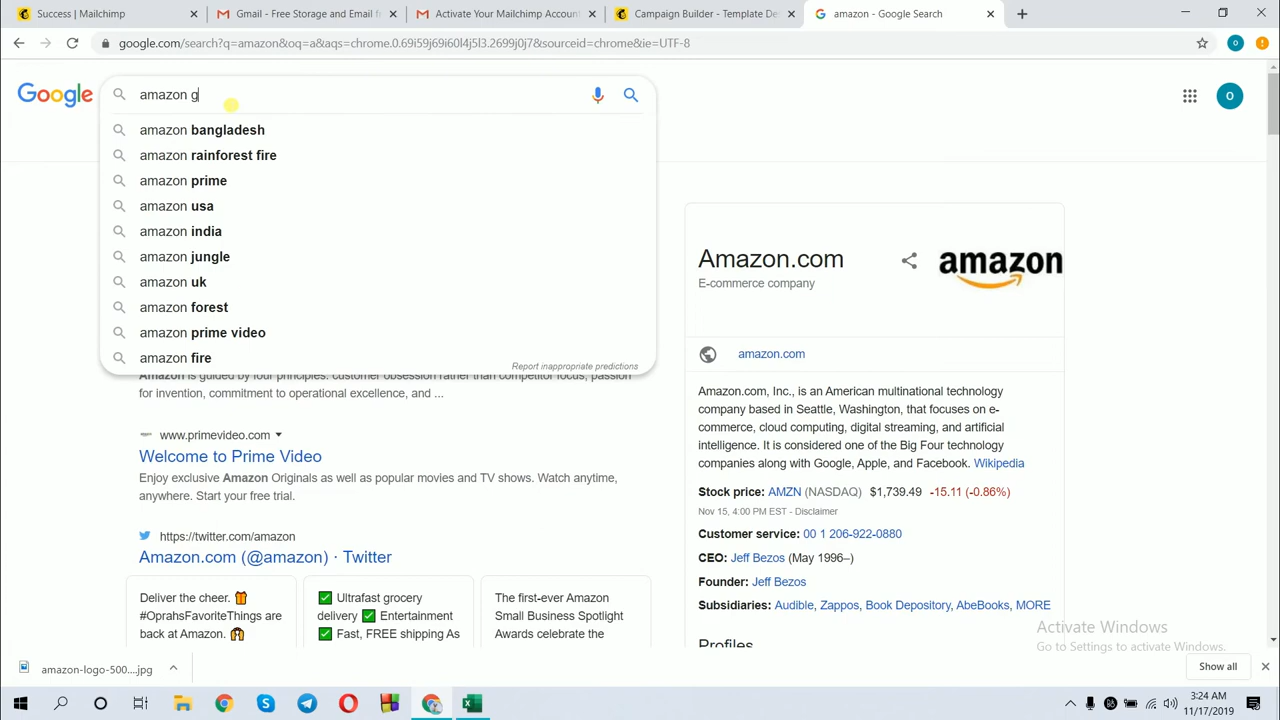 Success | Mailchimp
Gmail - Free Storage and Email f
Activate Your Mailchimp Accoun
Campaign Builder - Template De
amazon - Google Search
google.com/search?q=amazon&oq=a&aqs=chrome.0.69i59j69i60l4j5l3.2699j0j7&sourceid=chrome&ie=UTF-8
O
Google
amazon g
O
amazon bangladesh
amazon rainforest fire
amazon prime
amazon usa
amazon india
amazon jungle
amazon uk
amazon forest
amazon prime video
amazon fire
Report inappropriate predictions
Amazon is guided by four principles: customer obsession rather than competitor focus, passion
for invention, commitment to operational excellence, and ...
www.primevideo.com
Welcome to Prime Video
Enjoy exclusive Amazon Originals as well as popular movies and TV shows. Watch anytime,
anywhere. Start your free trial.
https://twitter.com/amazon
Amazon.com (@amazon) · Twitter
Deliver the cheer. 🎁
#OprahsFavoriteThings are
back at Amazon.
✅ Ultrafast grocery
delivery ✅ Entertainment
✅ Fast, FREE shipping As
The first-ever Amazon
Small Business Spotlight
Awards celebrate the
Amazon.com
E-commerce company
amazon
amazon.com
Amazon.com, Inc., is an American multinational technology
company based in Seattle, Washington, that focuses on e-
commerce, cloud computing, digital streaming, and artificial
intelligence. It is considered one of the Big Four technology
companies along with Google, Apple, and Facebook. Wikipedia
Stock price: AMZN (NASDAQ) $1,739.49 -15.11 (-0.86%)
Nov 15, 4:00 PM EST - Disclaimer
Customer service: 00 1 206-922-0880
CEO: Jeff Bezos (May 1996–)
Founder: Jeff Bezos
Subsidiaries: Audible, Zappos, Book Depository, AbeBooks, MORE
Profiles
Activate Windows
Go to Settings to activate Windows.
amazon-logo-500....jpg
Show all
3:24 AM
11/17/2019